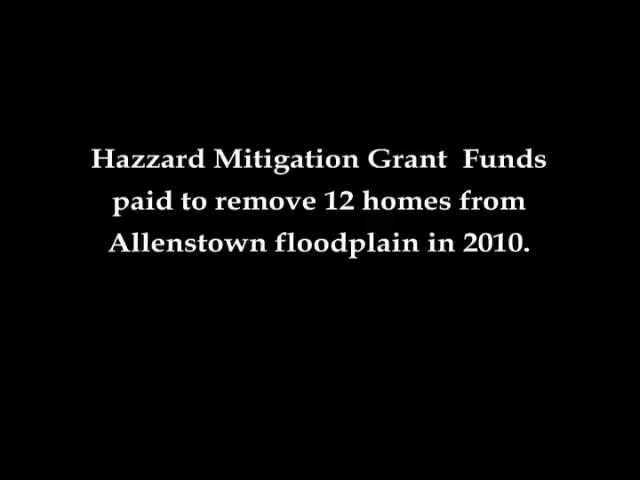 Hazzard Mitigation Grant  Funds
paid to remove 12 homes from
Allenstown floodplain in 2010.